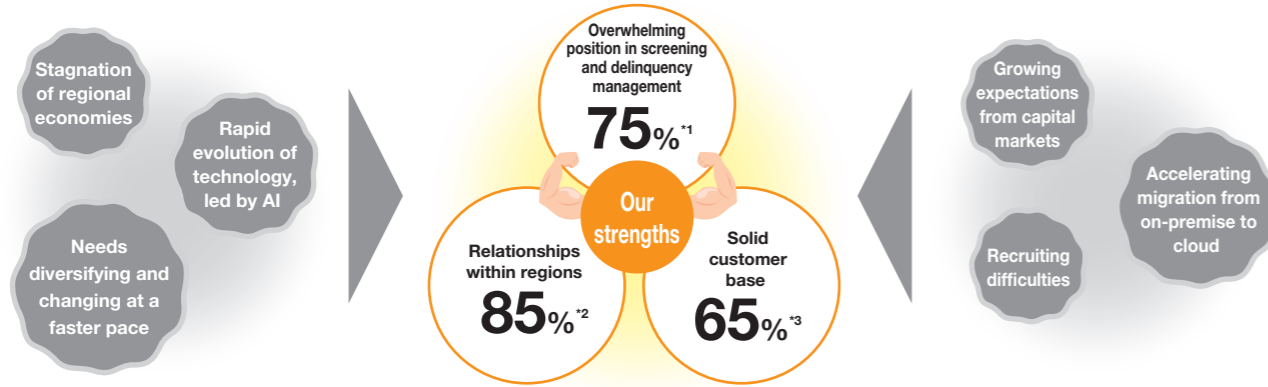 Stagnation
of regional
economies
Rapid
evolution of
technology,
led by AI
Needs
diversifying and
changing at a
faster pace
Overwhelming
position in screening
and delinquency
management
75%*1
Our
strengths
Relationships
within regions
85%*2
Solid
customer
base
65%*3
Growing
expectations
from capital
markets
Accelerating
migration from
on-premise to
cloud
Recruiting
difficulties